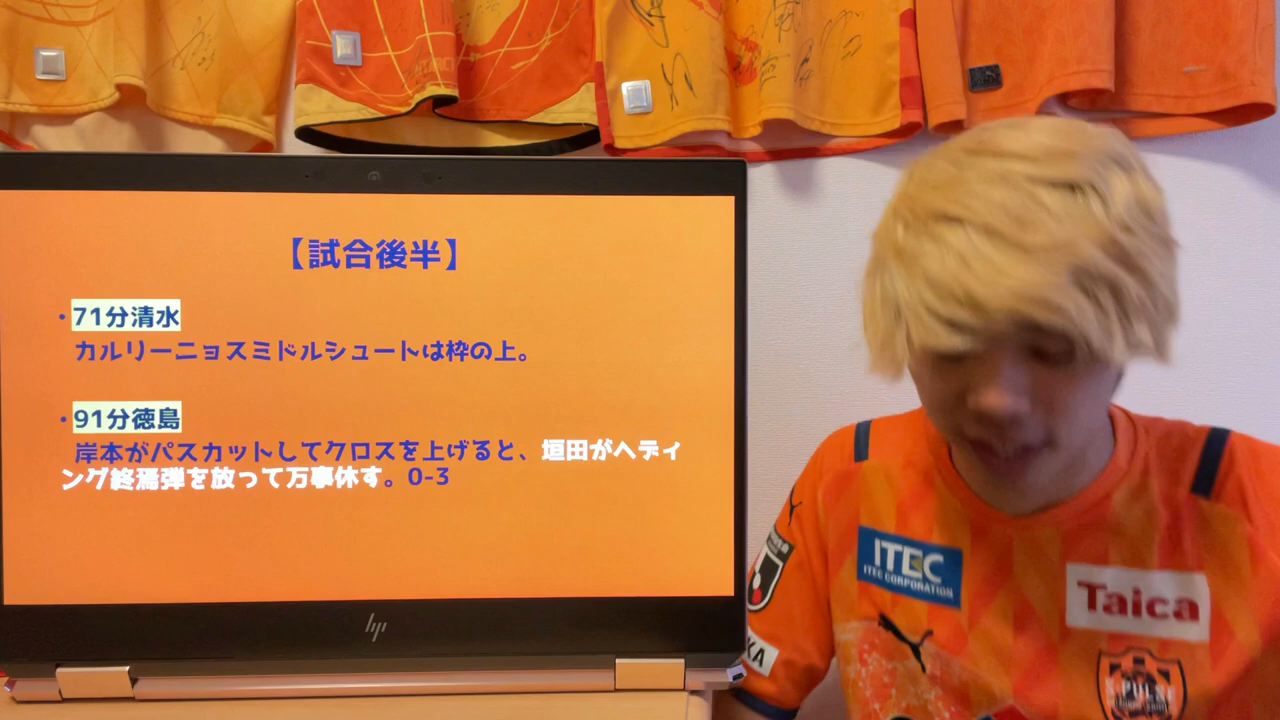 【試合後半】
・71分清水
カルリーニョスミドルシュートは枠の上。
・91分徳島
岸本がパスカットしてクロスを上げると、垣田がヘディ
ング終焉弾を放って万事休す。0-3
hp
ITEC
ITEC CORPORATION
Taica
KA
S-PULSE